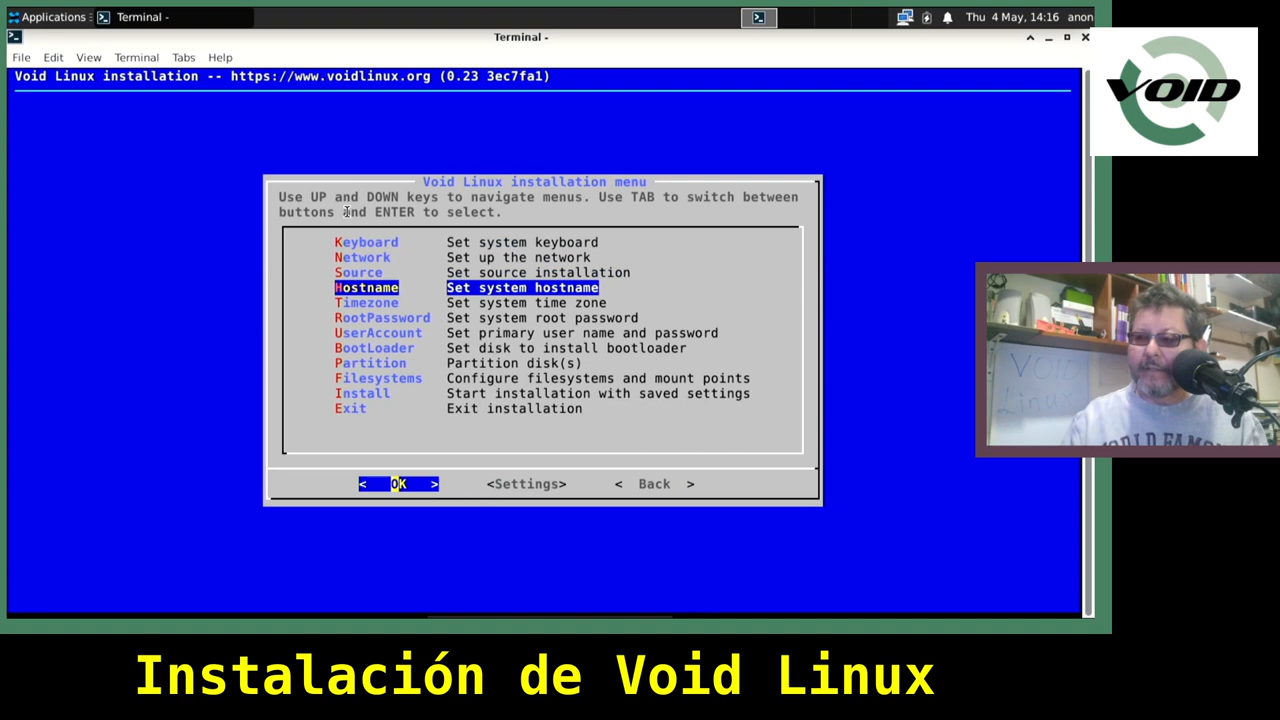 Applications Terminal - Thu 4 May, 14:16 anon
Terminal -
File Edit View Terminal Tabs Help
Void Linux installation -- https://www.voidlinux.org (0.23 3ec7fa1)
VOID
Void Linux installation menu
Use UP and DOWN keys to navigate menus. Use TAB to switch between
buttons and ENTER to select.
Keyboard Set system keyboard
Network Set up the network
Source Set source installation
Hostname Set system hostname
Timezone Set system time zone
RootPassword Set system root password
UserAccount Set primary user name and password
BootLoader Set disk to install bootloader
Partition Partition disk(s)
Filesystems Configure filesystems and mount points
Install Start installation with saved settings
Exit Exit installation
< OK > <Settings> < Back >
VOID
Linux
WORLD FAMO
Instalación de Void Linux